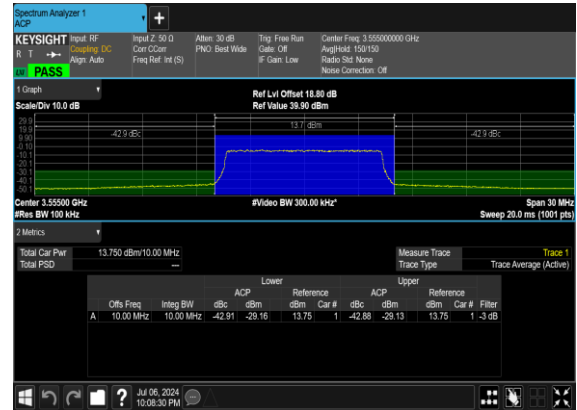 Spectrum Analyzer 1
ACP
+
KEYSIGHT Input: RF Input Z: 50 Ω Atten: 30 dB Trig: Free Run Center Freq: 3.555000000 GHz
R T Coupling: DC Corr CCorr PNO: Best Wide Gate: Off Avg|Hold: 150/150
Align: Auto Freq Ref: Int (S) IF Gain: Low Radio Std: None
Noise Correction: Off
PASS
1 Graph
Scale/Div 10.0 dB Ref Lvl Offset 18.80 dB
Ref Value 39.90 dBm
29.9
19.9
9.90
-0.10
-10.1
-20.1
-30.1
-40.1
-50.1
-42.9 dBc 13.7 dBm -42.9 dBc
Center 3.55500 GHz #Video BW 300.00 kHz* Span 30 MHz
#Res BW 100 kHz Sweep 20.0 ms (1001 pts)
2 Metrics
Total Car Pwr 13.750 dBm/10.00 MHz Measure Trace Trace 1
Total PSD --- Trace Type Trace Average (Active)
Lower Upper
ACP Reference ACP Reference
Offs Freq Integ BW dBc dBm dBm Car # dBc dBm dBm Car # Filter
A 10.00 MHz 10.00 MHz -42.91 -29.16 13.75 1 -42.88 -29.13 13.75 1 -3 dB
? Jul 06, 2024
10:08:30 PM